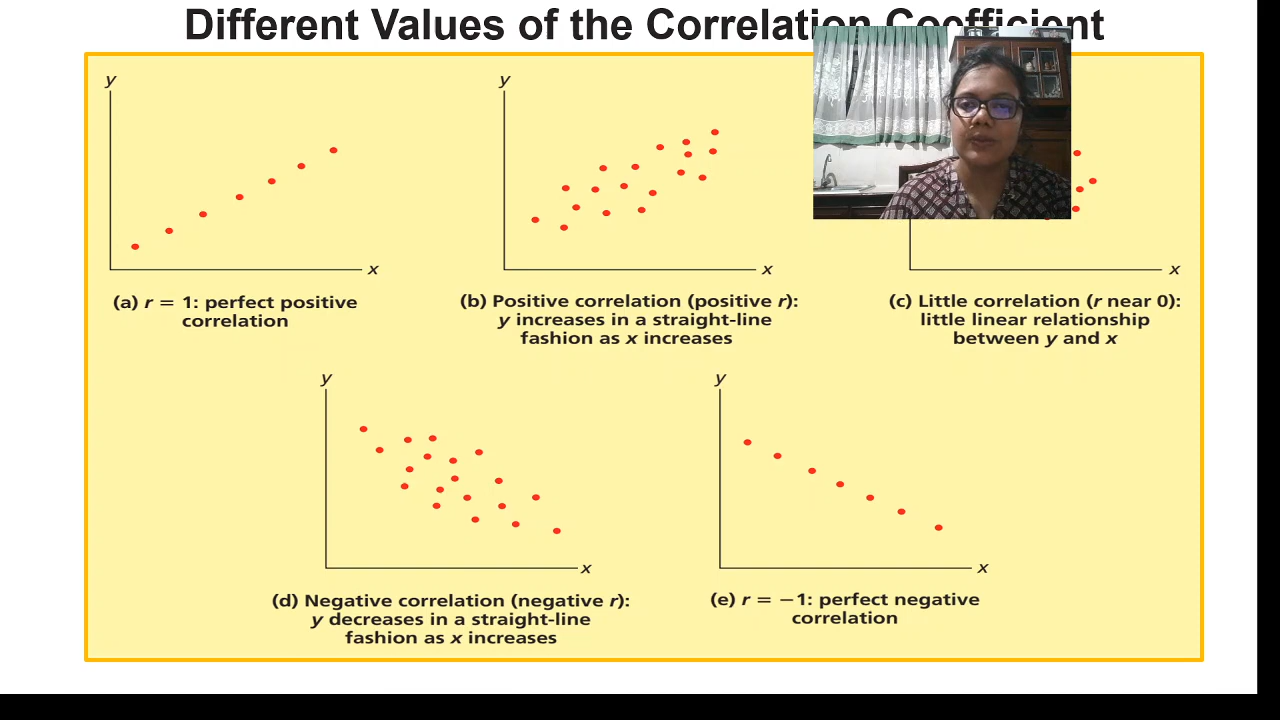 Different Values of the Correlation Coefficient
y
x
(a) r = 1: perfect positive
correlation
y
x
(b) Positive correlation (positive r):
y increases in a straight-line
fashion as x increases
x
(c) Little correlation (r near 0):
little linear relationship
between y and x
y
x
(d) Negative correlation (negative r):
y decreases in a straight-line
fashion as x increases
y
x
(e) r = −1: perfect negative
correlation